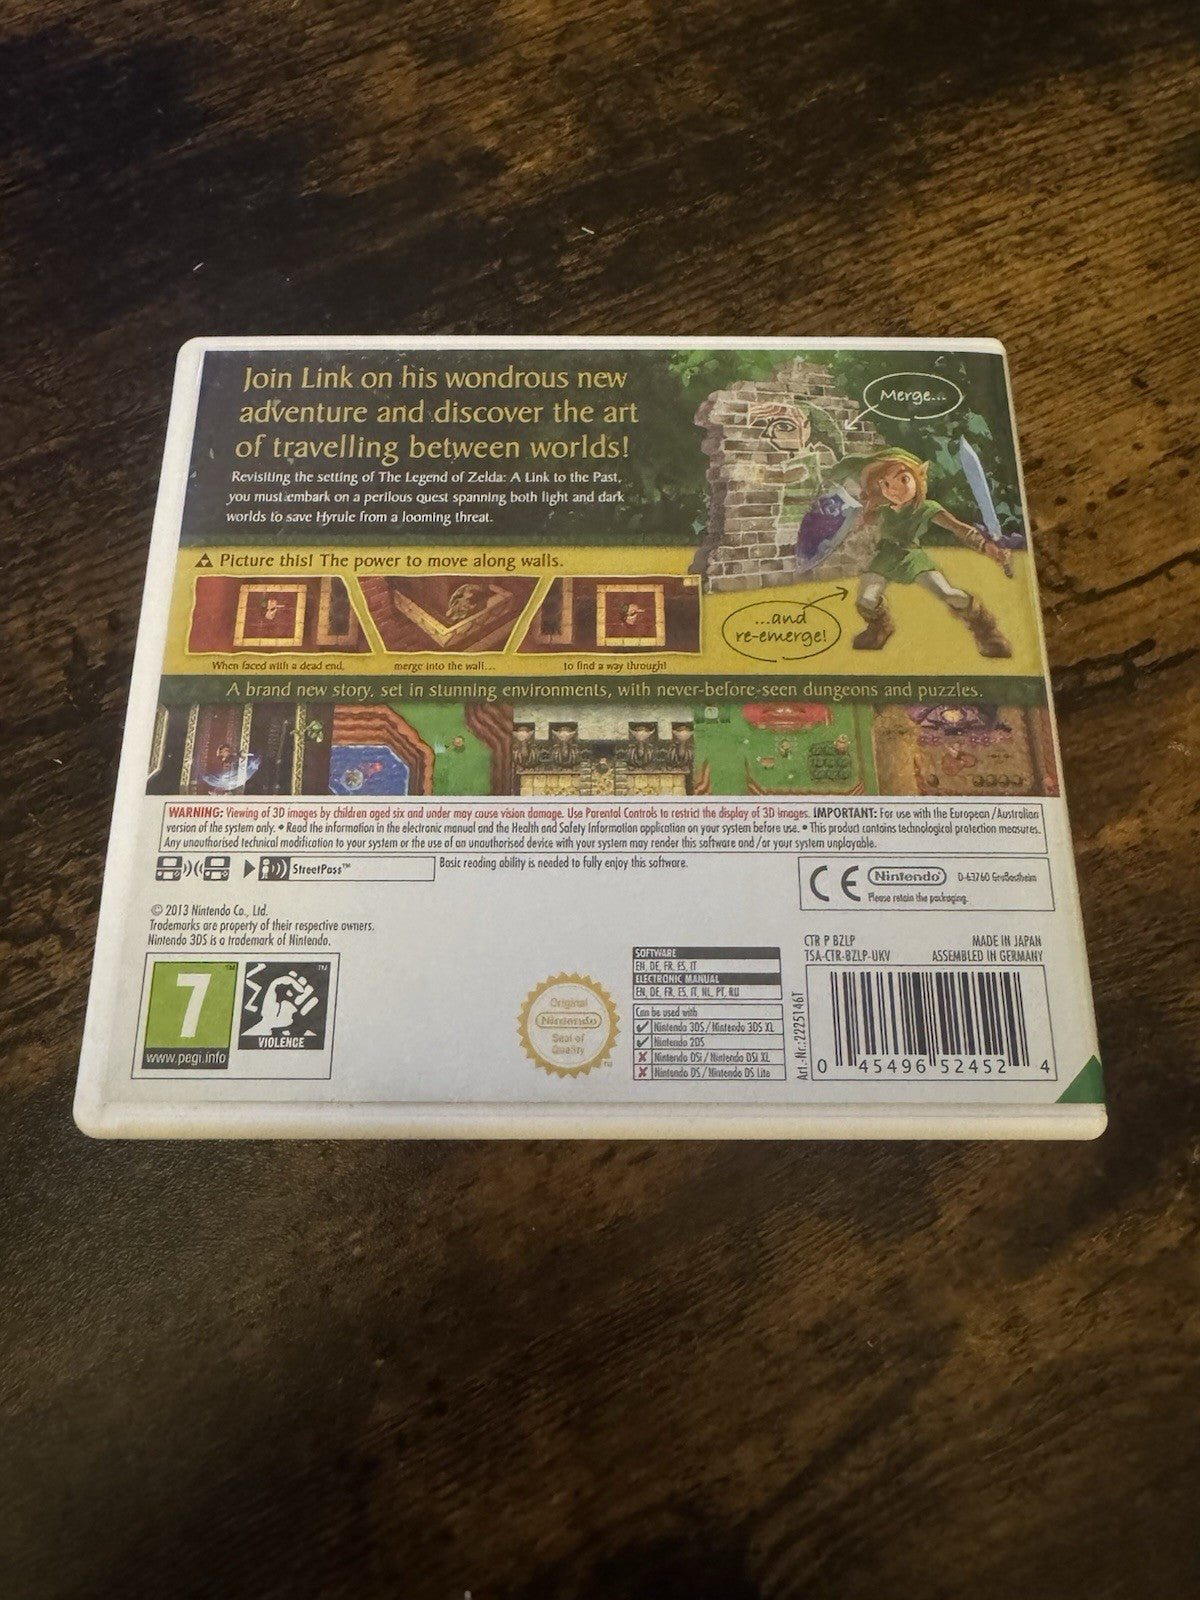 Join Link on his wondrous new
adventure and discover the art
of travelling between worlds!
Revisiting the setting of The Legend of Zelda: A Link to the Past,
you must embark on a perilous quest spanning both light and dark
worlds to save Hyrule from a looming threat.
Merge...
...and
re-emerge!
Picture this! The power to move along walls.
When faced with a dead end,
merge into the wall...
to find a way through!
A brand new story, set in stunning environments, with never-before-seen dungeons and puzzles.
WARNING: Viewing of 3D images by children aged six and under may cause vision damage. Use Parental Controls to restrict the display of 3D images. IMPORTANT: For use with the European/Australian
version of the system only. • Read the information in the electronic manual and the Health and Safety Information application on your system before use. • This product contains technological protection measures.
Any unauthorised technical modification to your system or the use of an unauthorised device with your system may render this software and/or your system unplayable.
StreetPass™
Basic reading ability is needed to fully enjoy this software.
CE Nintendo® D-63760 Großostheim
Please retain the packaging.
© 2013 Nintendo Co., Ltd.
Trademarks are property of their respective owners.
Nintendo 3DS is a trademark of Nintendo.
7™
www.pegi.info
™
VIOLENCE
Original
Nintendo
Seal of
Quality
™
SOFTWARE
EN, DE, FR, ES, IT
ELECTRONIC MANUAL
EN, DE, FR, ES, IT, NL, PT, RU
Can be used with
Nintendo 3DS / Nintendo 3DS XL
Nintendo 2DS
Nintendo DSi / Nintendo DSi XL
Nintendo DS / Nintendo DS Lite
CTR P BZLP
TSA-CTR-BZLP-UKV
MADE IN JAPAN
ASSEMBLED IN GERMANY
Art.-Nr.:2225146T
0 45496 52452 4